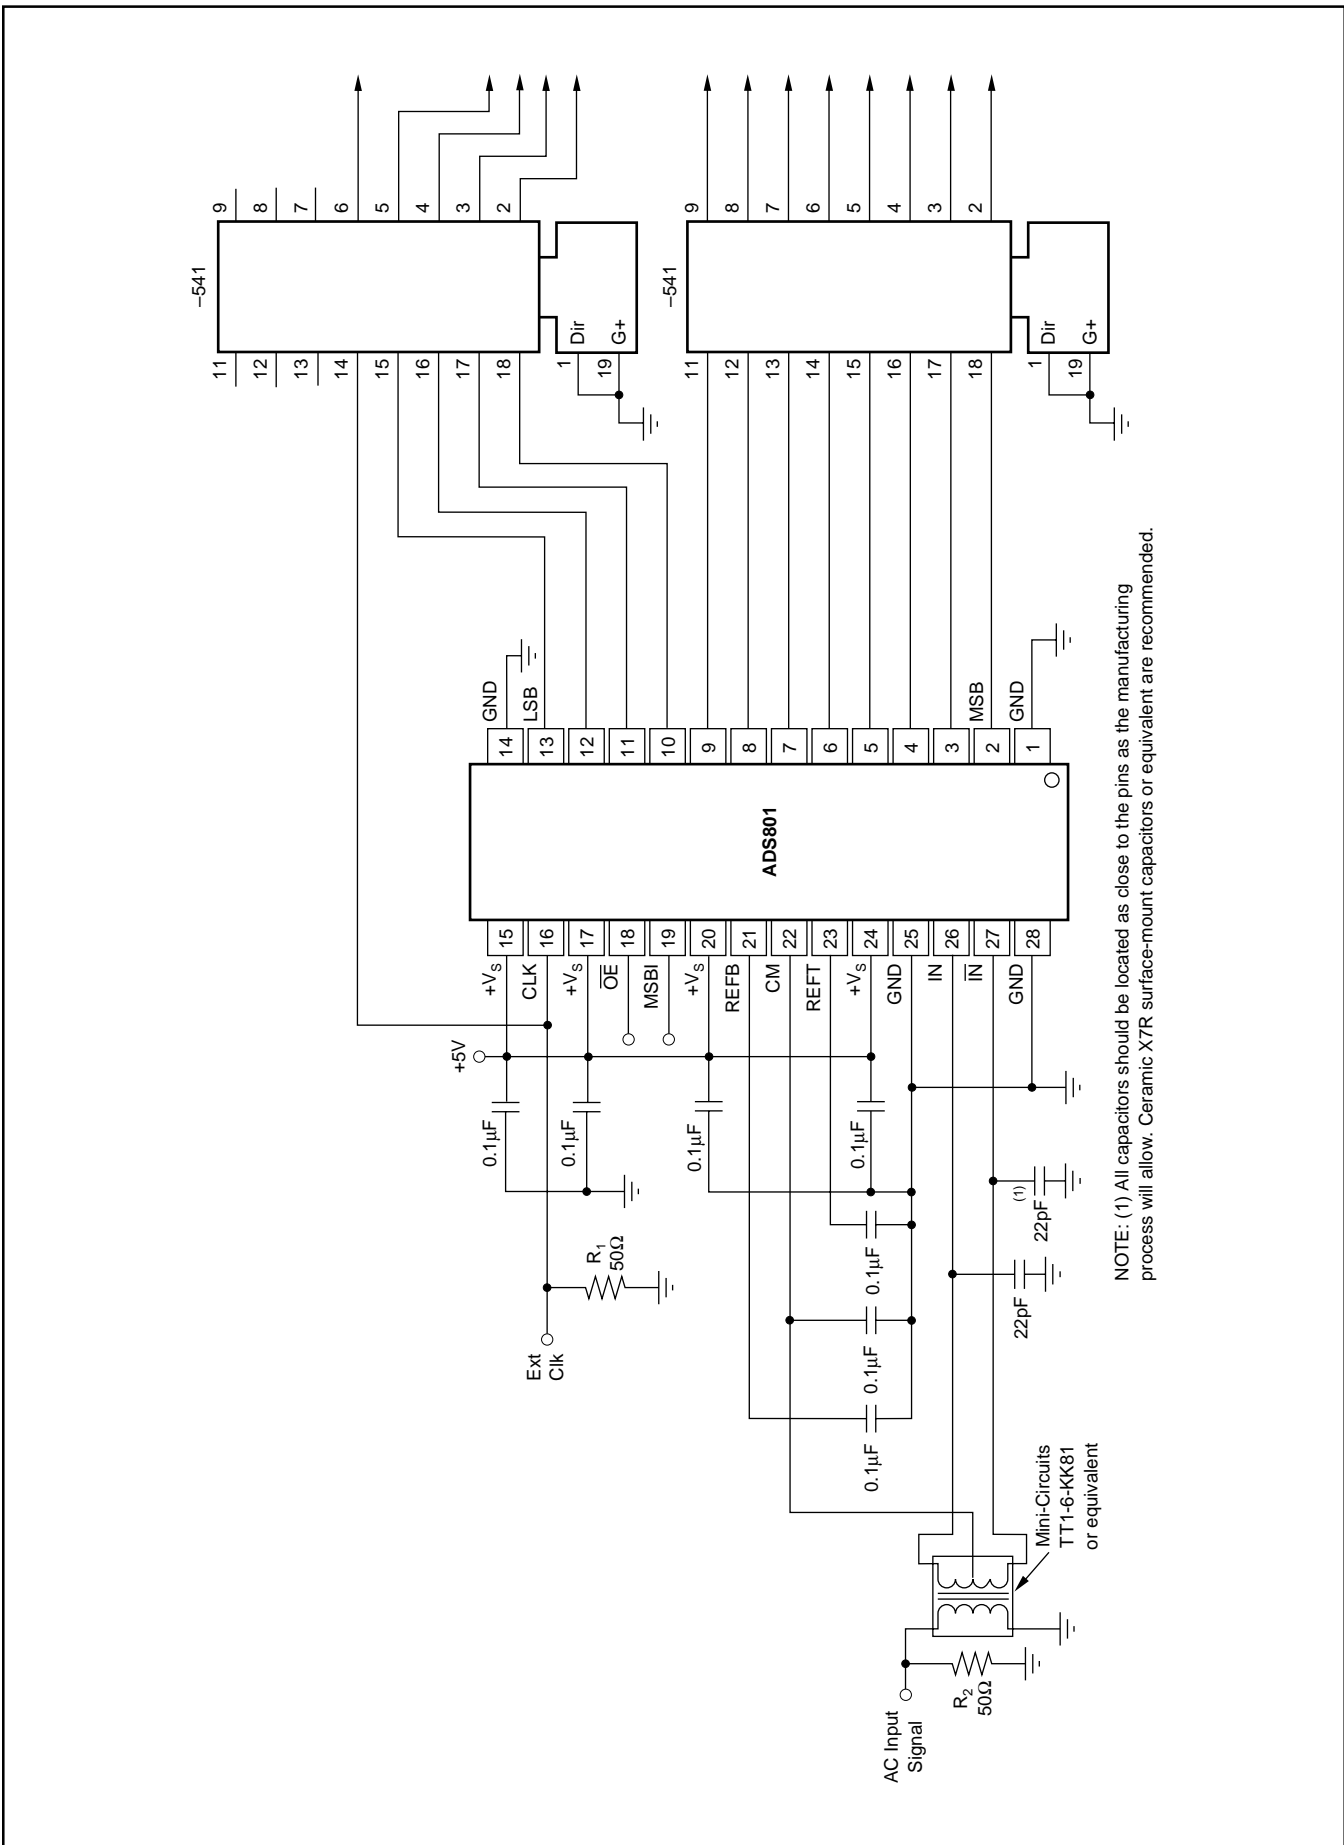 –541
11
12
13
14
15
16
17
18
9
8
7
6
5
4
3
2
1
Dir
19
G+
–541
11
12
13
14
15
16
17
18
9
8
7
6
5
4
3
2
1
Dir
19
G+
GND
LSB
MSB
GND
14
13
12
11
10
9
8
7
6
5
4
3
2
1
ADS801
15
16
17
18
19
20
21
22
23
24
25
26
27
28
+VS
CLK
+VS
OE
MSBI
+VS
REFB
CM
REFT
+VS
GND
IN
IN
GND
+5V
0.1µF
0.1µF
0.1µF
0.1µF
R1
50Ω
Ext
Clk
0.1µF
0.1µF
0.1µF
(1)
22pF
22pF
Mini-Circuits
TT1-6-KK81
or equivalent
R2
50Ω
AC Input
Signal
NOTE: (1) All capacitors should be located as close to the pins as the manufacturing
process will allow. Ceramic X7R surface-mount capacitors or equivalent are recommended.